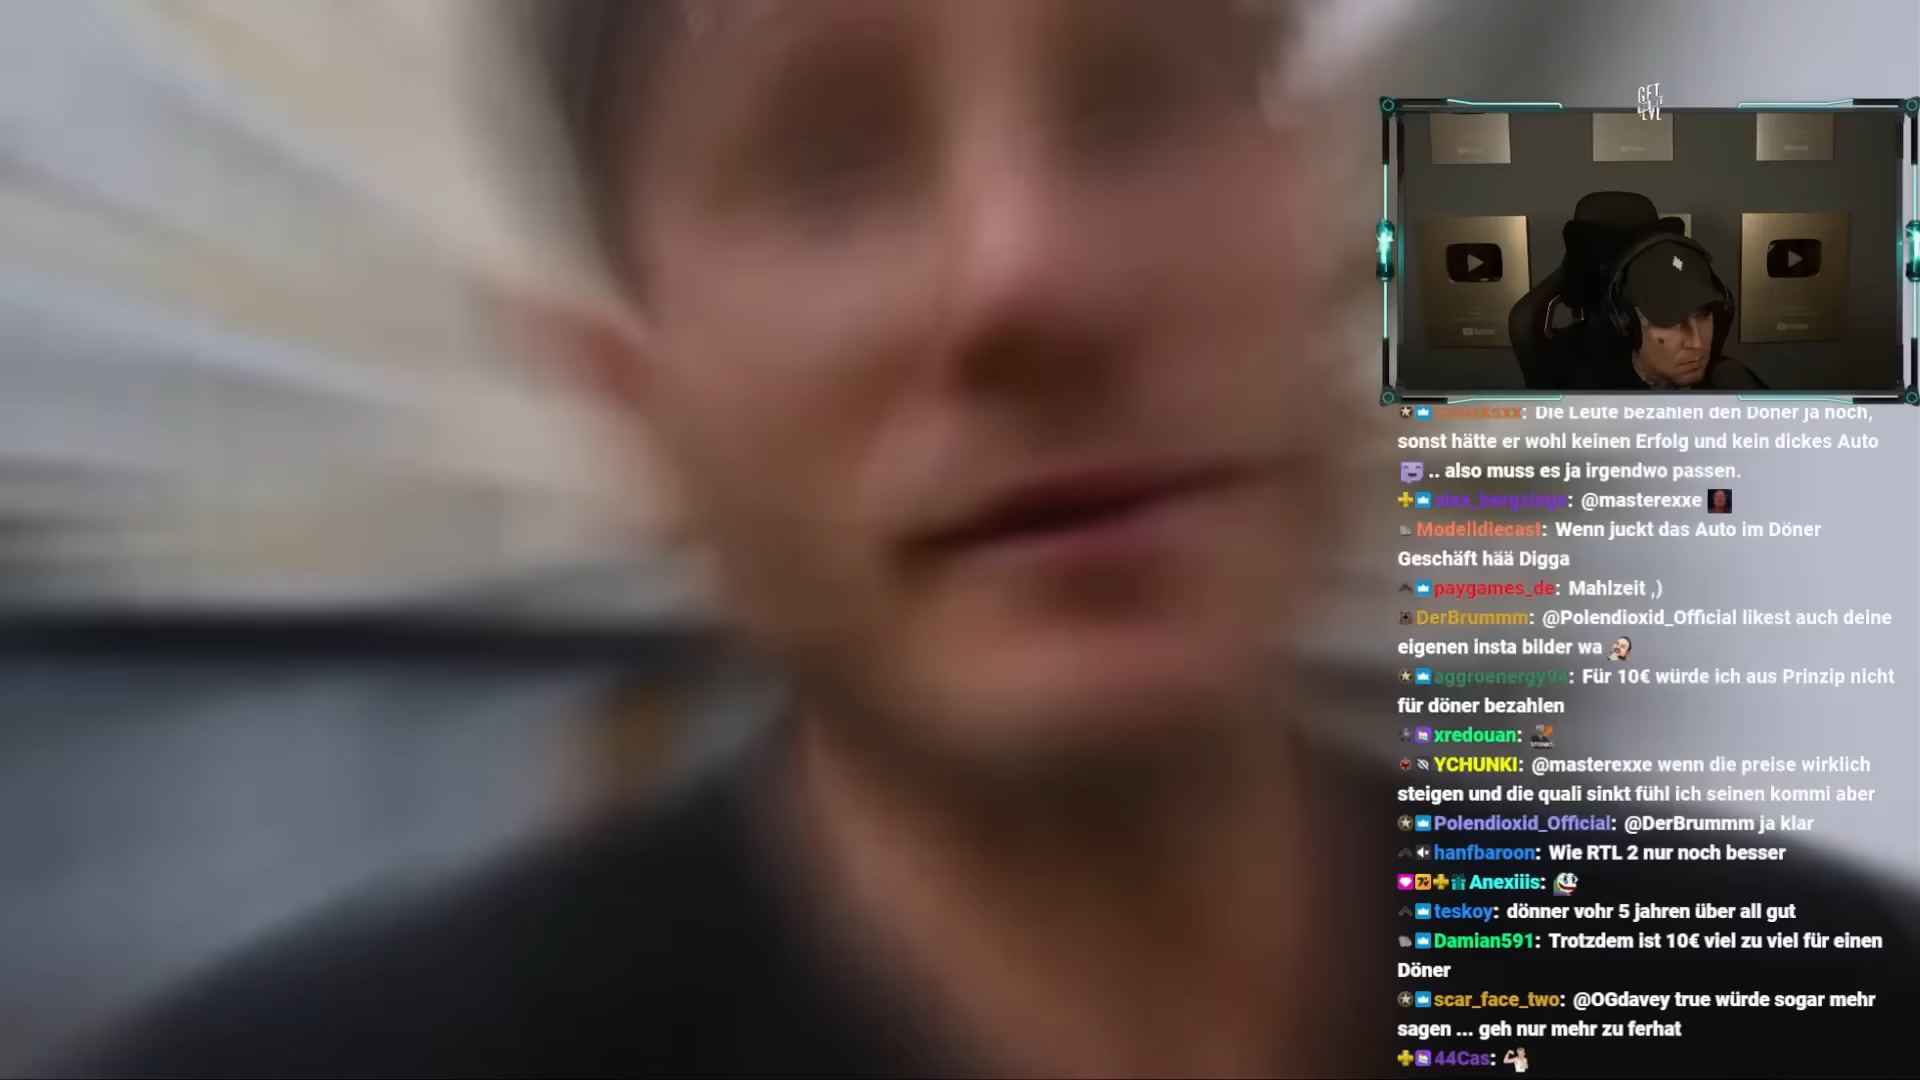 GET
: Die Leute bezahlen den Döner ja noch,
sonst hätte er wohl keinen Erfolg und kein dickes Auto
.. also muss es ja irgendwo passen.
alex_bergziege: @masterexxe
Modelldiecast: Wenn juckt das Auto im Döner
Geschäft hää Digga
paygames_de: Mahlzeit ,)
DerBrummm: @Polendioxid_Official likest auch deine
eigenen insta bilder wa
aggroenergy94: Für 10€ würde ich aus Prinzip nicht
für döner bezahlen
xredouan:
YCHUNKI: @masterexxe wenn die preise wirklich
steigen und die quali sinkt fühl ich seinen kommi aber
Polendioxid_Official: @DerBrummm ja klar
hanfbaroon: Wie RTL 2 nur noch besser
Anexiiis:
teskoy: dönner vohr 5 jahren über all gut
Damian591: Trotzdem ist 10€ viel zu viel für einen
Döner
scar_face_two: @OGdavey true würde sogar mehr
sagen ... geh nur mehr zu ferhat
44Cas: